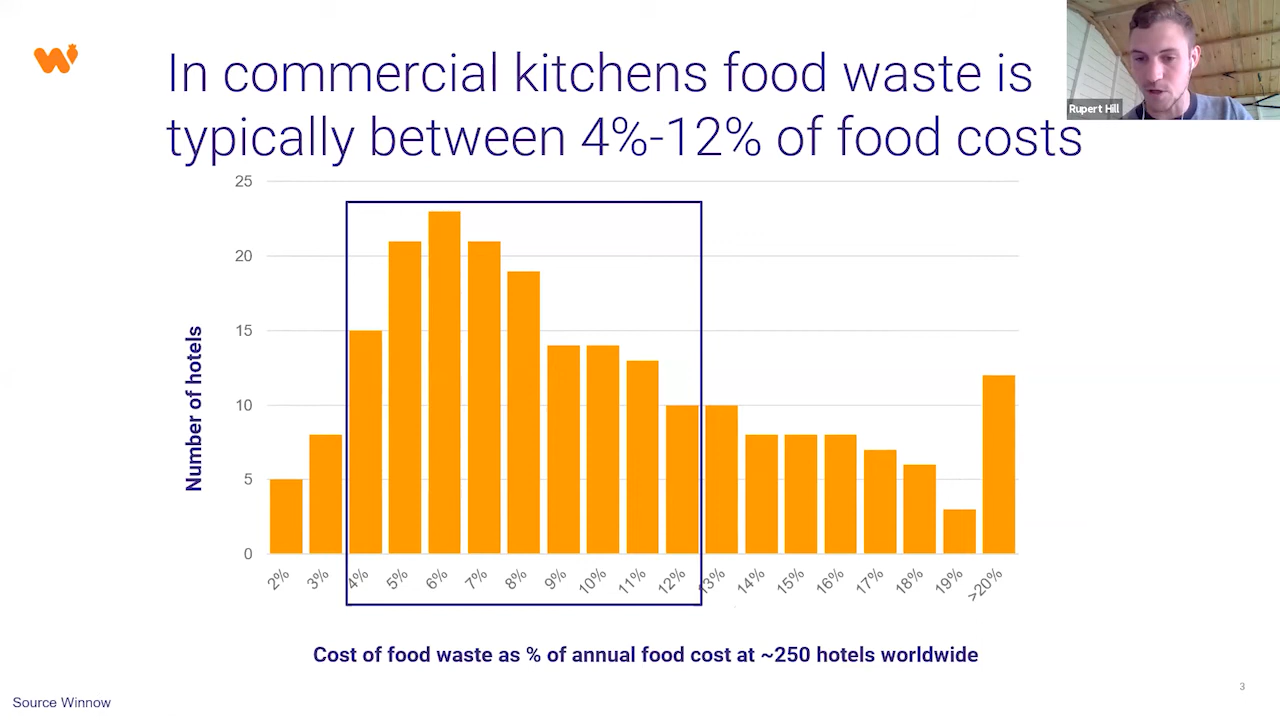 In commercial kitchens food waste is
typically between 4%-12% of food costs
Rupert Hill
25
20
15
10
5
0
Number of hotels
2% 3% 4% 5% 6% 7% 8% 9% 10% 11% 12% 13% 14% 15% 16% 17% 18% 19% >20%
Cost of food waste as % of annual food cost at ~250 hotels worldwide
3
Source Winnow